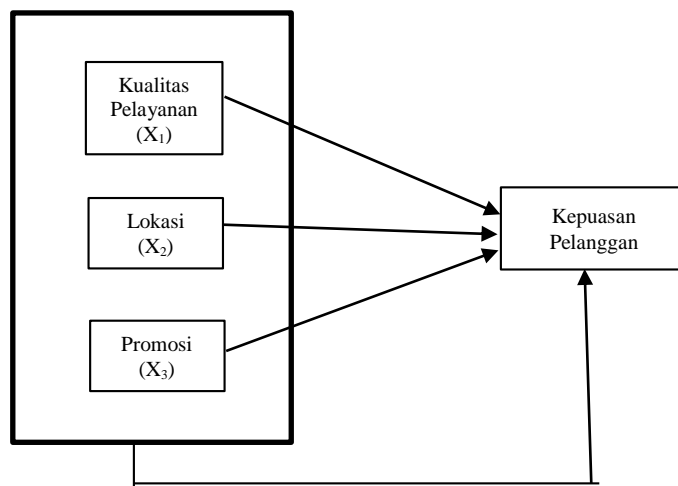 Kualitas
Pelayanan
(X₁)
Lokasi
(X₂)
Promosi
(X₃)
Kepuasan
Pelanggan